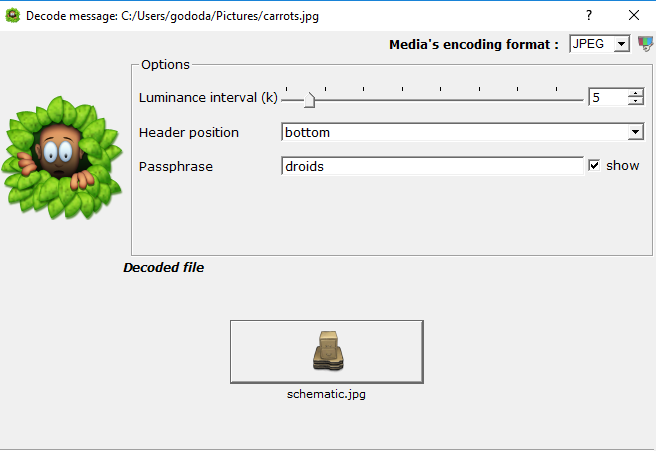 Decode message: C:/Users/gododa/Pictures/carrots.jpg
Media's encoding format : JPEG
Options
Luminance interval (k) 5
Header position bottom
Passphrase droids show
Decoded file
schematic.jpg